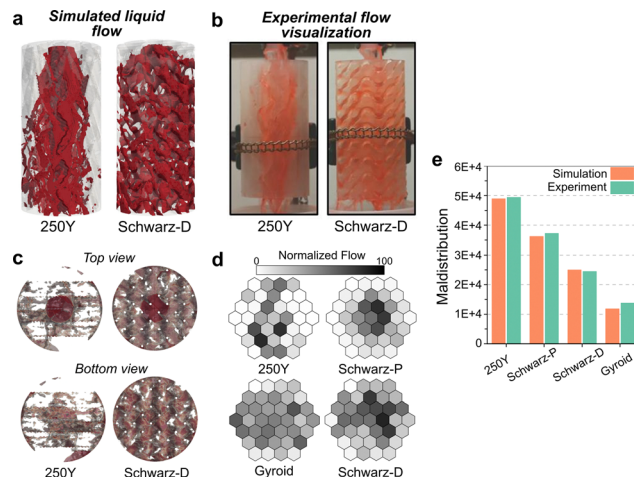 a
Simulated liquid
flow
250Y
Schwarz-D
b
Experimental flow
visualization
250Y
Schwarz-D
c
Top view
Bottom view
250Y
Schwarz-D
d
Normalized Flow
0
100
250Y
Schwarz-P
Gyroid
Schwarz-D
e
Simulation
Experiment
Maldistribution
6E+4
5E+4
4E+4
3E+4
2E+4
1E+4
0
250Y
Schwarz-P
Schwarz-D
Gyroid